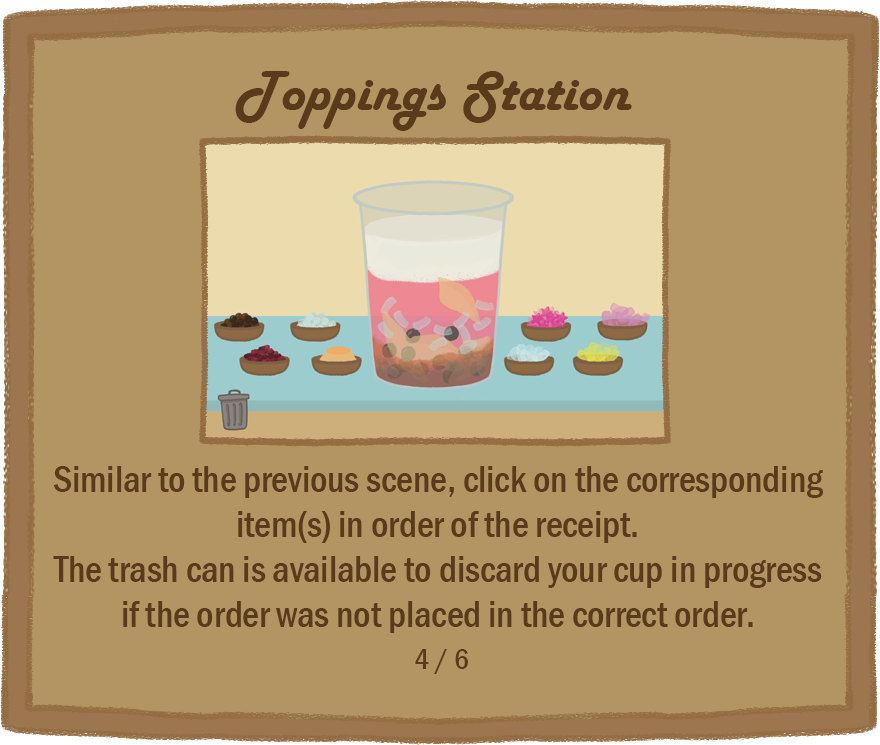 Toppings Station
Similar to the previous scene, click on the corresponding
item(s) in order of the receipt.
The trash can is available to discard your cup in progress
if the order was not placed in the correct order.
4 / 6